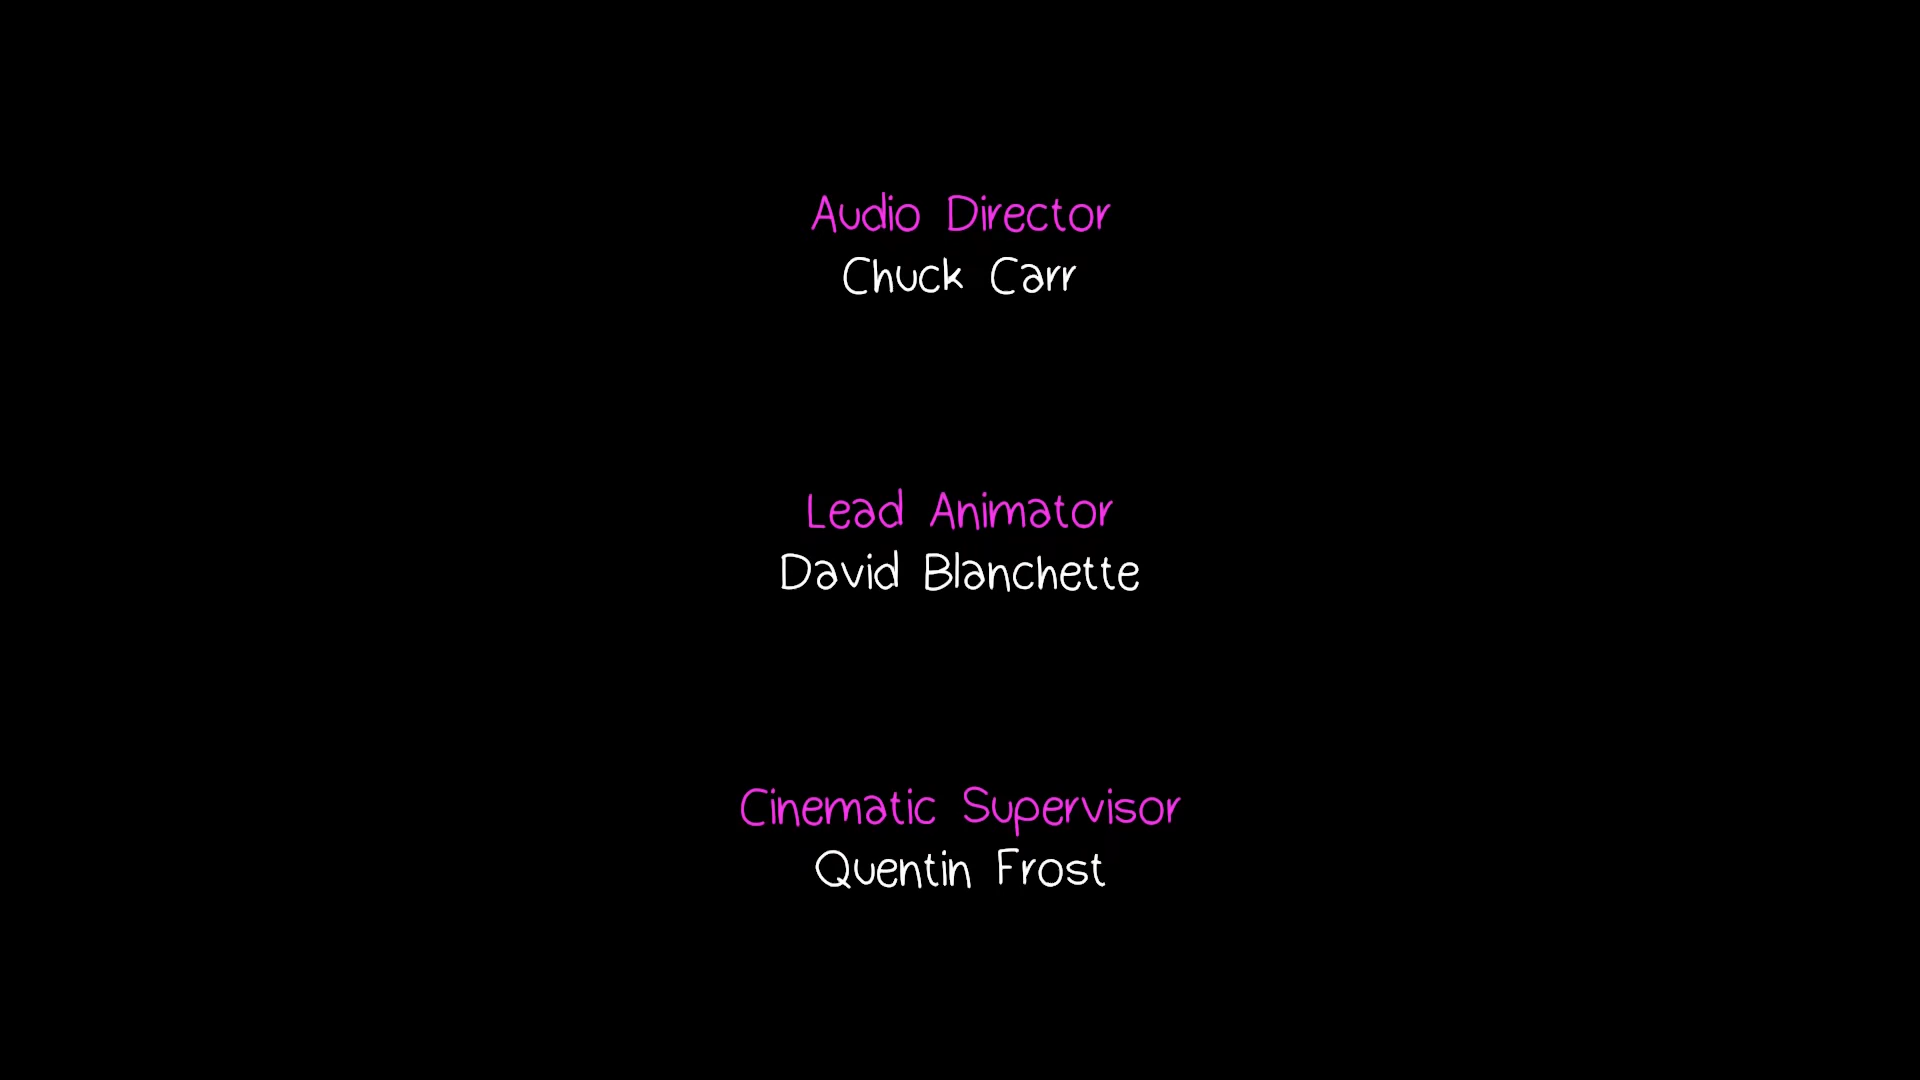 Audio Director
Chuck Carr
Lead Animator
David Blanchette
Cinematic Supervisor
Quentin Frost